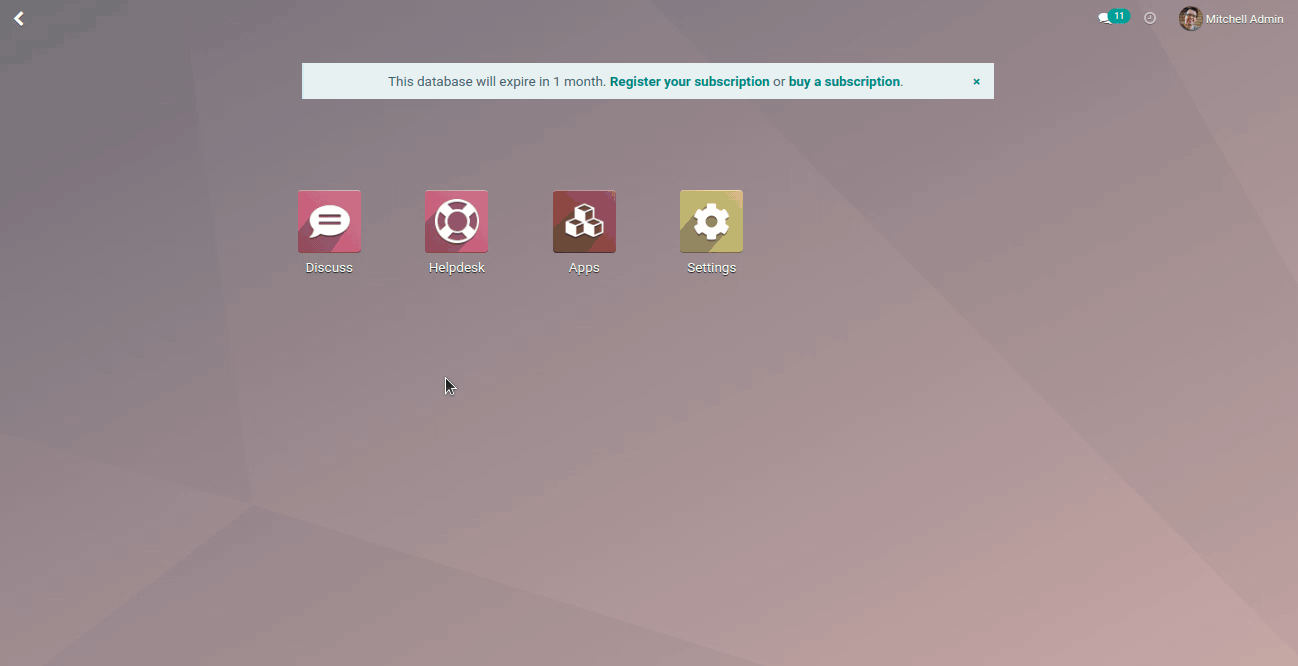 11
Mitchell Admin
This database will expire in 1 month. Register your subscription or buy a subscription.
×
Discuss
Helpdesk
Apps
Settings